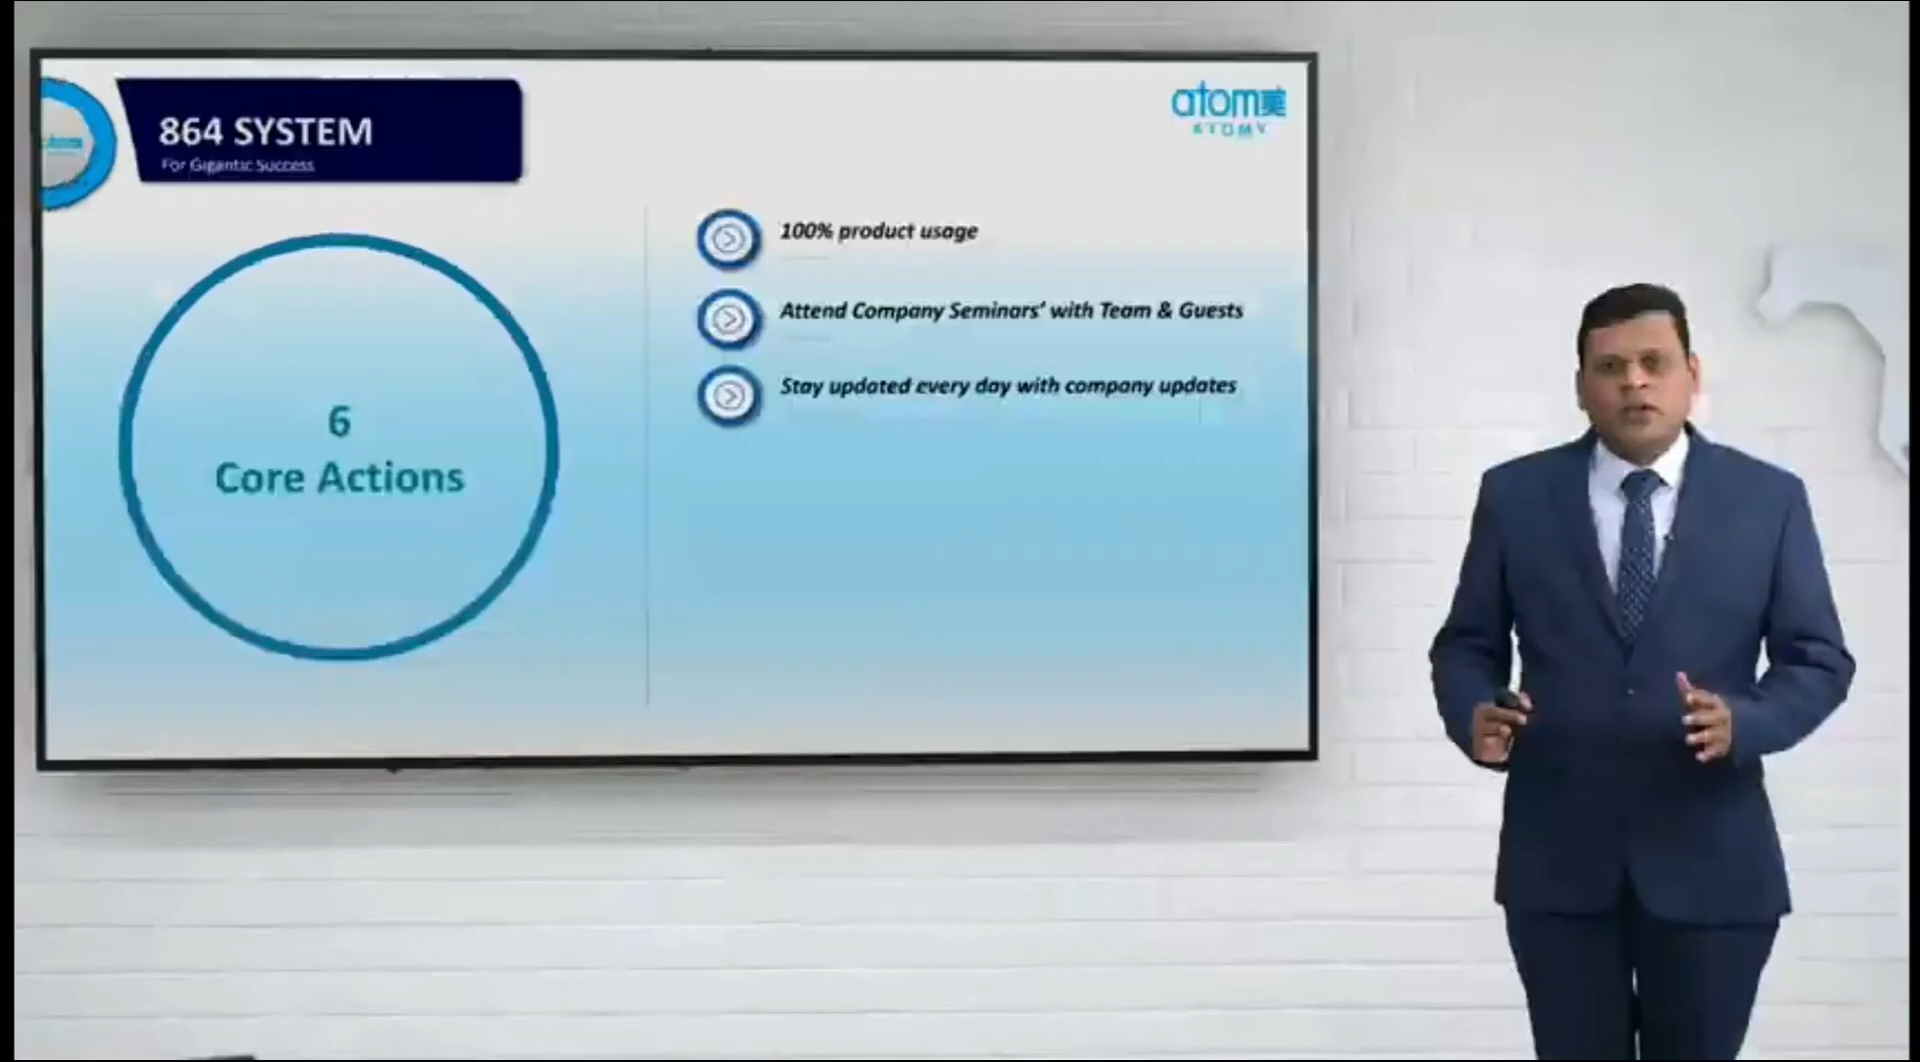 864 SYSTEM
For Gigantic Success
atom美
ATOMY
6
Core Actions
100% product usage
Attend Company Seminars' with Team & Guests
Stay updated every day with company updates